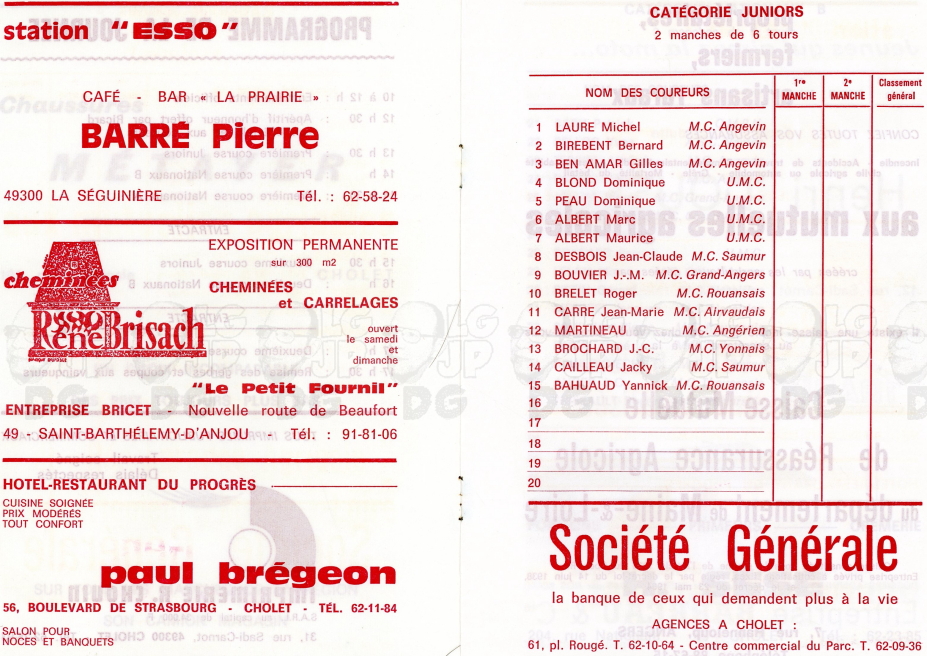 station "ESSO"
CAFÉ - BAR « LA PRAIRIE »
BARRÉ Pierre
49300 LA SÉGUINIÈRE Tél. : 62-58-24
EXPOSITION PERMANENTE
sur 300 m2
cheminées
CHEMINÉES
et CARRELAGES
René Brisach
ouvert
le samedi
et
dimanche
"Le Petit Fournil"
ENTREPRISE BRICET - Nouvelle route de Beaufort
49 - SAINT-BARTHÉLEMY-D'ANJOU - Tél. : 91-81-06
HOTEL-RESTAURANT DU PROGRÈS
CUISINE SOIGNÉE
PRIX MODÉRÉS
TOUT CONFORT
paul brégeon
56, BOULEVARD DE STRASBOURG - CHOLET - TÉL. 62-11-84
SALON POUR
NOCES ET BANQUETS
CATÉGORIE JUNIORS
2 manches de 6 tours
NOM DES COUREURS 1re MANCHE 2e MANCHE Classement général
1 LAURE Michel M.C. Angevin
2 BIREBENT Bernard M.C. Angevin
3 BEN AMAR Gilles M.C. Angevin
4 BLOND Dominique U.M.C.
5 PEAU Dominique U.M.C.
6 ALBERT Marc U.M.C.
7 ALBERT Maurice U.M.C.
8 DESBOIS Jean-Claude M.C. Saumur
9 BOUVIER J.-M. M.C. Grand-Angers
10 BRELET Roger M.C. Rouansais
11 CARRE Jean-Marie M.C. Airvaudais
12 MARTINEAU M.C. Angérien
13 BROCHARD J.-C. M.C. Yonnais
14 CAILLEAU Jacky M.C. Saumur
15 BAHUAUD Yannick M.C. Rouansais
16
17
18
19
20
Société Générale
la banque de ceux qui demandent plus à la vie
AGENCES A CHOLET :
61, pl. Rougé. T. 62-10-64 - Centre commercial du Parc. T. 62-09-36